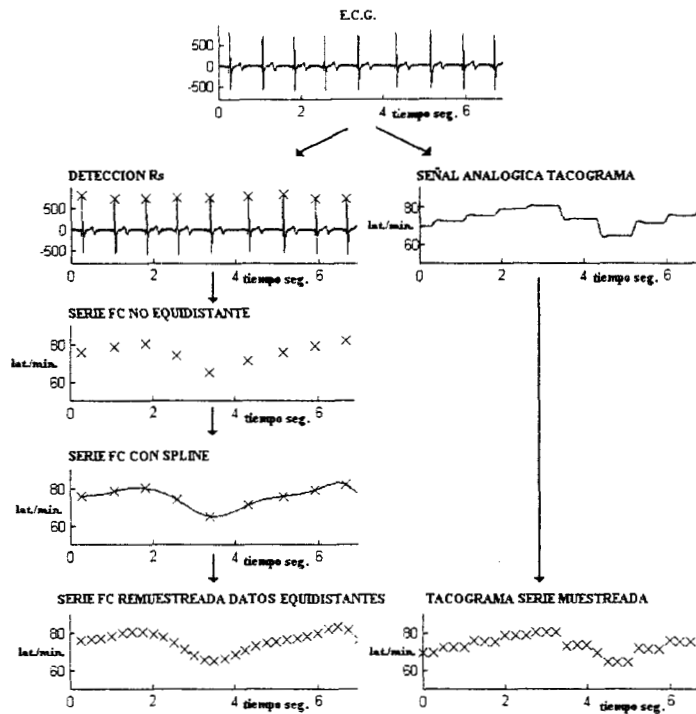 E.C.G.
500
0
-500
0
2
4
tiempo seg.
6
DETECCION Rs
500
0
-500
0
2
tiempo seg.
6
SEÑAL ANALOGICA TACOGRAMA
80
lat./min.
60
0
2
tiempo seg.
6
SERIE FC NO EQUIDISTANTE
80
lat./min.
60
0
2
4
tiempo seg.
6
SERIE FC CON SPLINE
80
lat./min.
60
0
2
4
tiempo seg.
6
SERIE FC REMUESTREADA DATOS EQUIDISTANTES
80
lat./min.
60
0
2
4
tiempo seg.
6
TACOGRAMA SERIE MUESTREADA
80
lat./min.
60
0
2
4
tiempo seg.
6